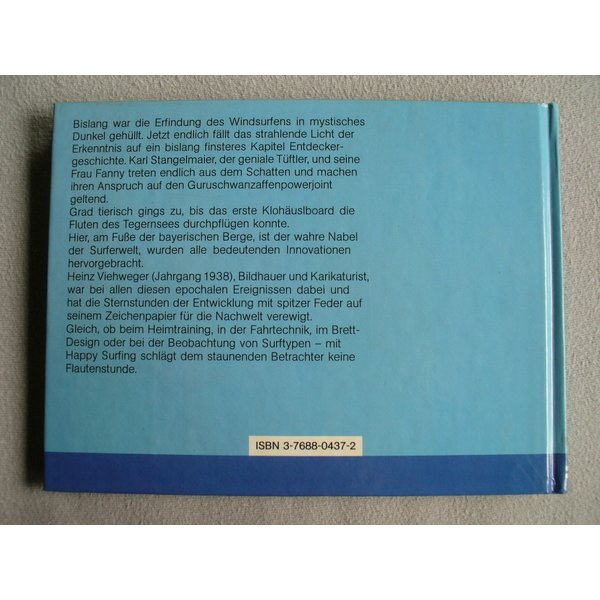 Bislang war die Erfindung des Windsurfens in mystisches
Dunkel gehüllt. Jetzt endlich fällt das strahlende Licht der
Erkenntnis auf ein bislang finsteres Kapitel Entdecker-
geschichte. Karl Stangelmaier, der geniale Tüftler, und seine
Frau Fanny treten endlich aus dem Schatten und machen
ihren Anspruch auf den Guruschwanzaffenpowerjoint
geltend.
Grad tierisch gings zu, bis das erste Klohäuslboard die
Fluten des Tegernsees durchpflügen konnte.
Hier, am Fuße der bayerischen Berge, ist der wahre Nabel
der Surferwelt, wurden alle bedeutenden Innovationen
hervorgebracht.
Heinz Viehweger (Jahrgang 1938), Bildhauer und Karikaturist,
war bei allen diesen epochalen Ereignissen dabei und
hat die Sternstunden der Entwicklung mit spitzer Feder auf
seinem Zeichenpapier für die Nachwelt verewigt.
Gleich, ob beim Heimtraining, in der Fahrtechnik, im Brett-
Design oder bei der Beobachtung von Surftypen – mit
Happy Surfing schlägt dem staunenden Betrachter keine
Flautenstunde.
ISBN 3-7688-0437-2